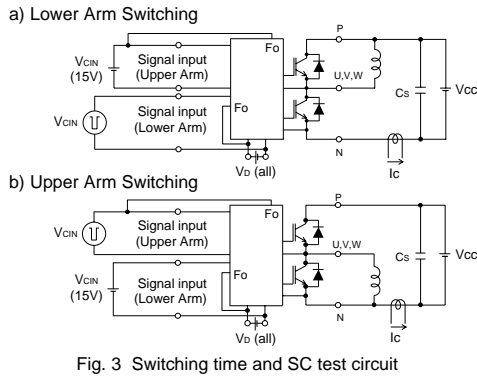 a) Lower Arm Switching
P
Fo
VCIN
(15V)
Signal input
(Upper Arm)
U,V,W
CS
VCC
Fo
VCIN
Signal input
(Lower Arm)
N
VD (all)
IC
b) Upper Arm Switching
P
Fo
VCIN
Signal input
(Upper Arm)
U,V,W
CS
VCC
Fo
VCIN
(15V)
Signal input
(Lower Arm)
N
VD (all)
IC
Fig. 3 Switching time and SC test circuit